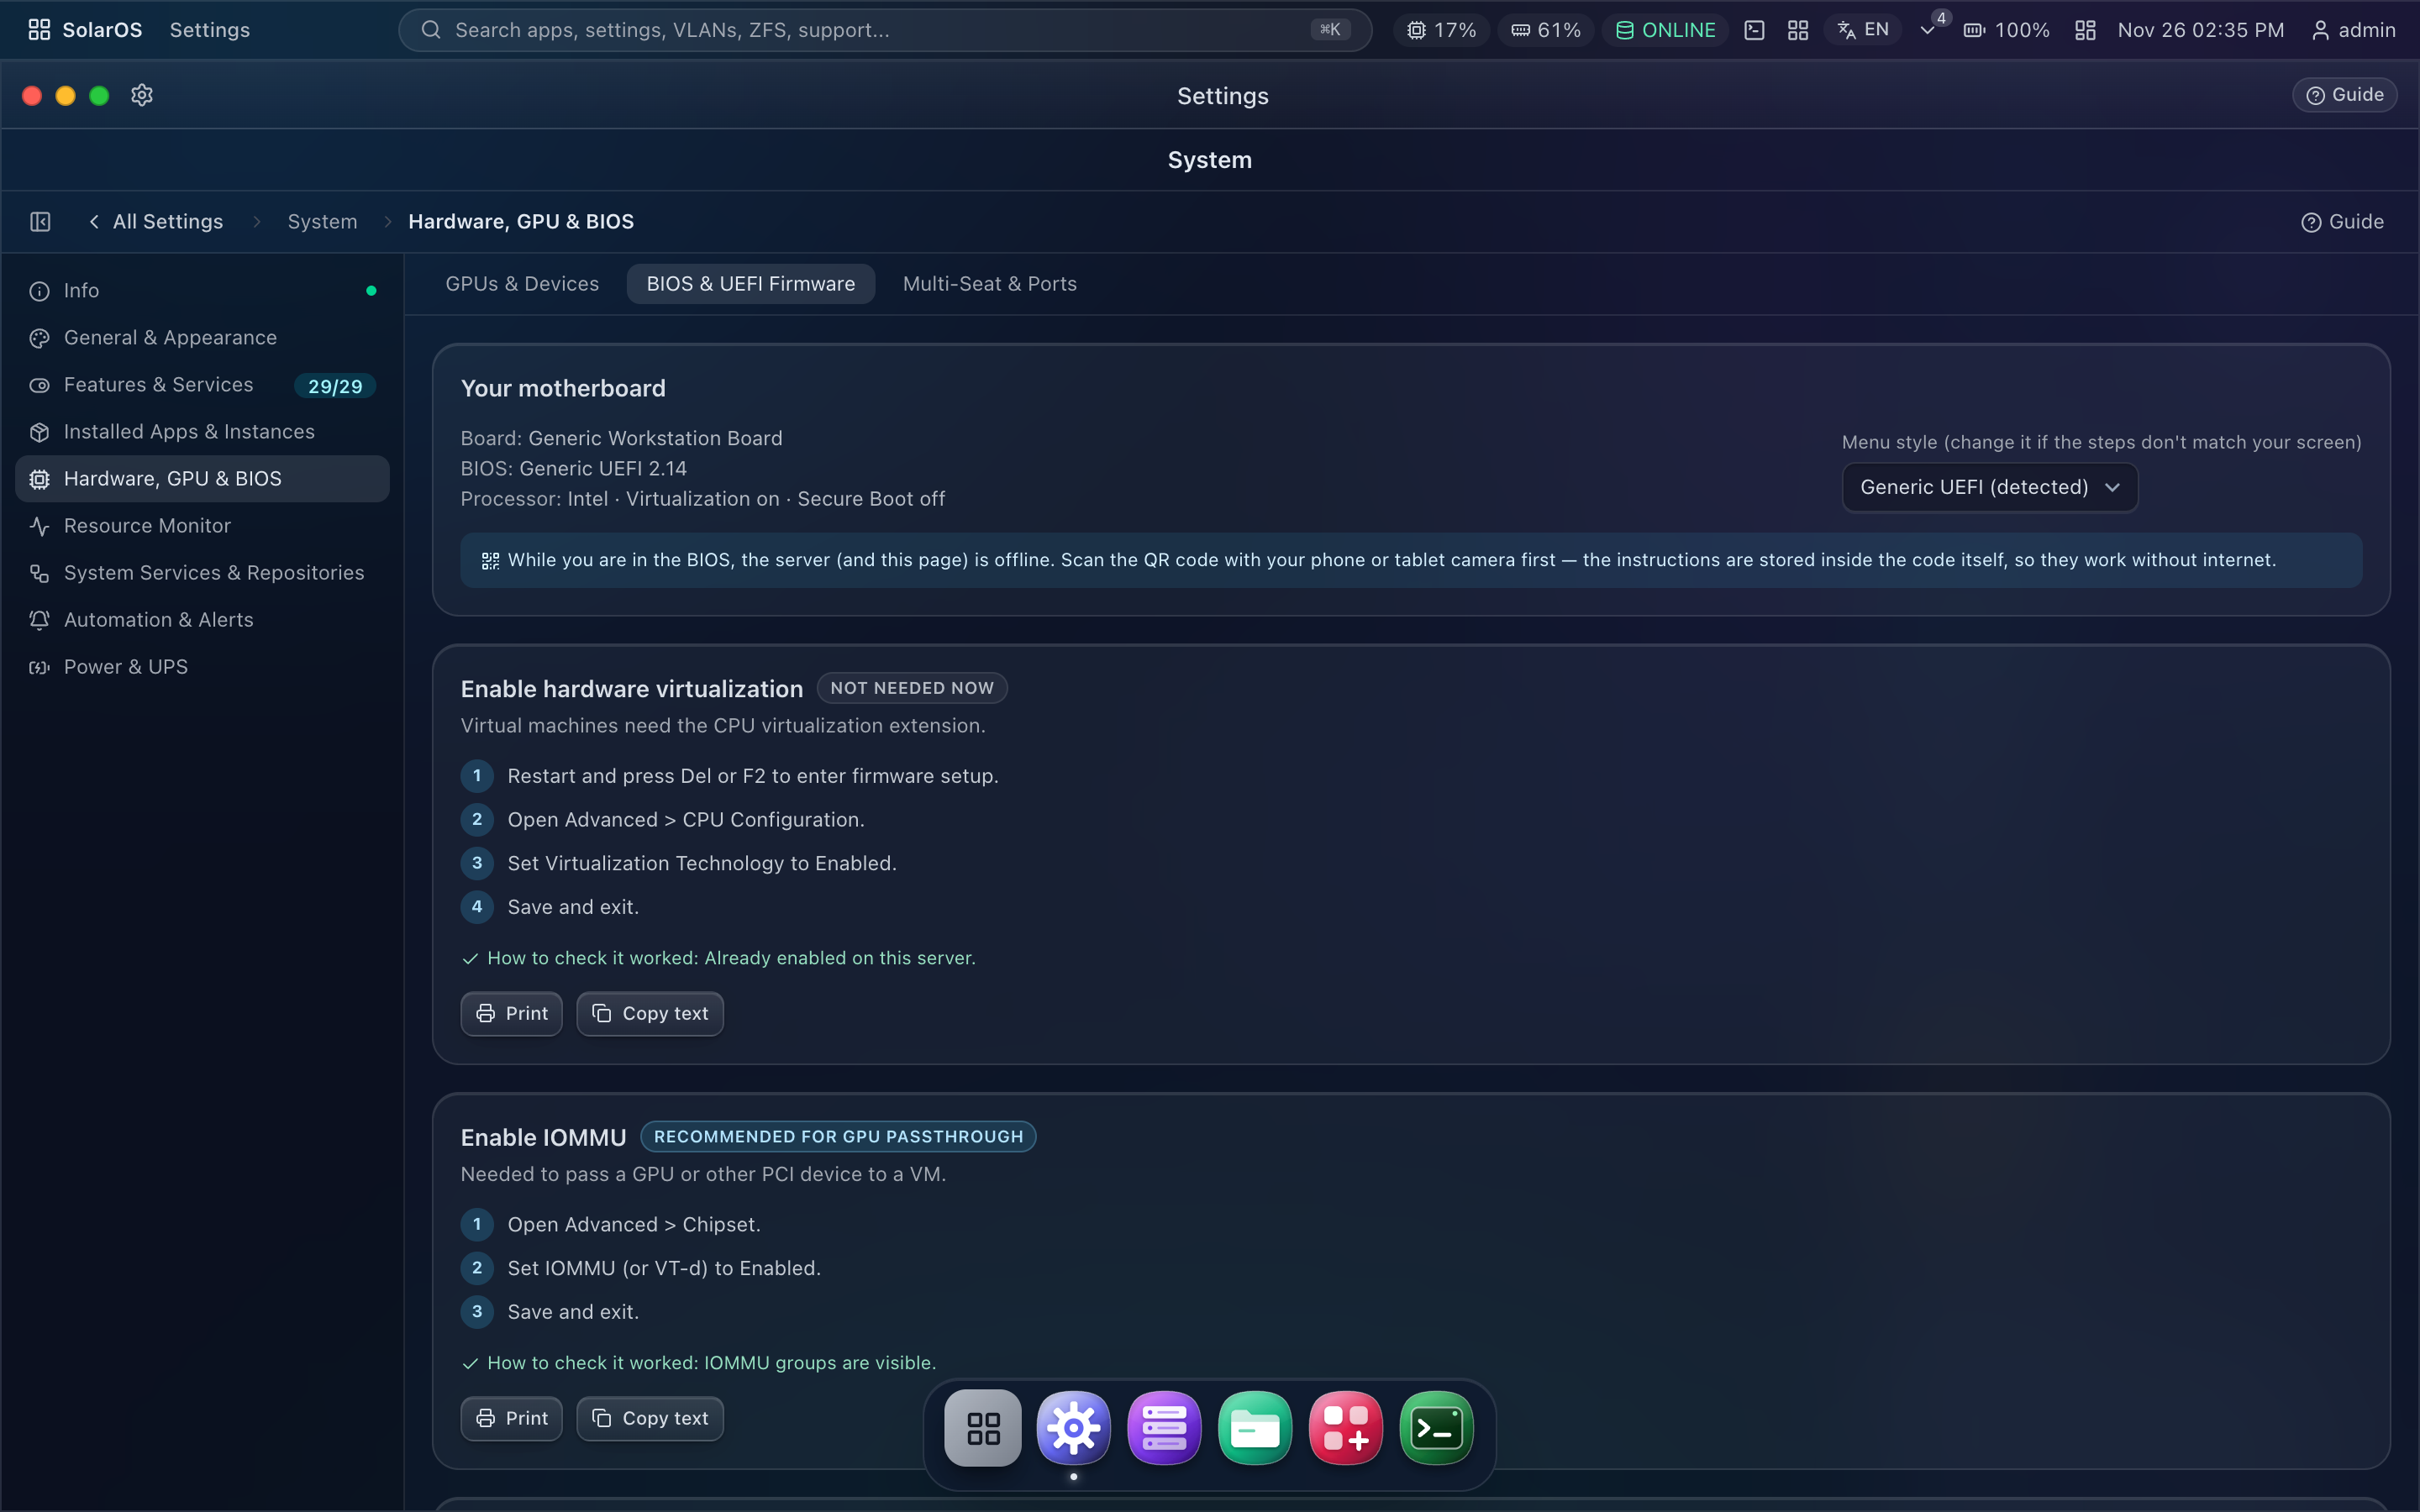 SolarOS Settings Search apps, settings, VLANs, ZFS, support... ⌘K 17% 61% ONLINE EN 4 100% Nov 26 02:35 PM admin
Settings Guide
System
All Settings System Hardware, GPU & BIOS Guide
Info
General & Appearance
Features & Services 29/29
Installed Apps & Instances
Hardware, GPU & BIOS
Resource Monitor
System Services & Repositories
Automation & Alerts
Power & UPS
GPUs & Devices BIOS & UEFI Firmware Multi-Seat & Ports
Your motherboard
Board: Generic Workstation Board
BIOS: Generic UEFI 2.14
Processor: Intel · Virtualization on · Secure Boot off
Menu style (change it if the steps don't match your screen)
Generic UEFI (detected)
While you are in the BIOS, the server (and this page) is offline. Scan the QR code with your phone or tablet camera first — the instructions are stored inside the code itself, so they work without internet.
Enable hardware virtualization NOT NEEDED NOW
Virtual machines need the CPU virtualization extension.
1 Restart and press Del or F2 to enter firmware setup.
2 Open Advanced > CPU Configuration.
3 Set Virtualization Technology to Enabled.
4 Save and exit.
How to check it worked: Already enabled on this server.
Print Copy text
Enable IOMMU RECOMMENDED FOR GPU PASSTHROUGH
Needed to pass a GPU or other PCI device to a VM.
1 Open Advanced > Chipset.
2 Set IOMMU (or VT-d) to Enabled.
3 Save and exit.
How to check it worked: IOMMU groups are visible.
Print Copy text